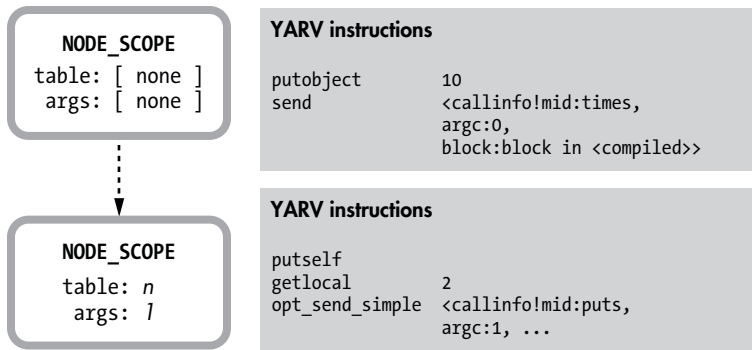 NODE_SCOPE
table: [ none ]
args: [ none ]
YARV instructions
putobject 10
send <callinfo!mid:times,
argc:0,
block:block in <compiled>>
NODE_SCOPE
table: n
args: 1
YARV instructions
putself
getlocal 2
opt_send_simple <callinfo!mid:puts,
argc:1, ...